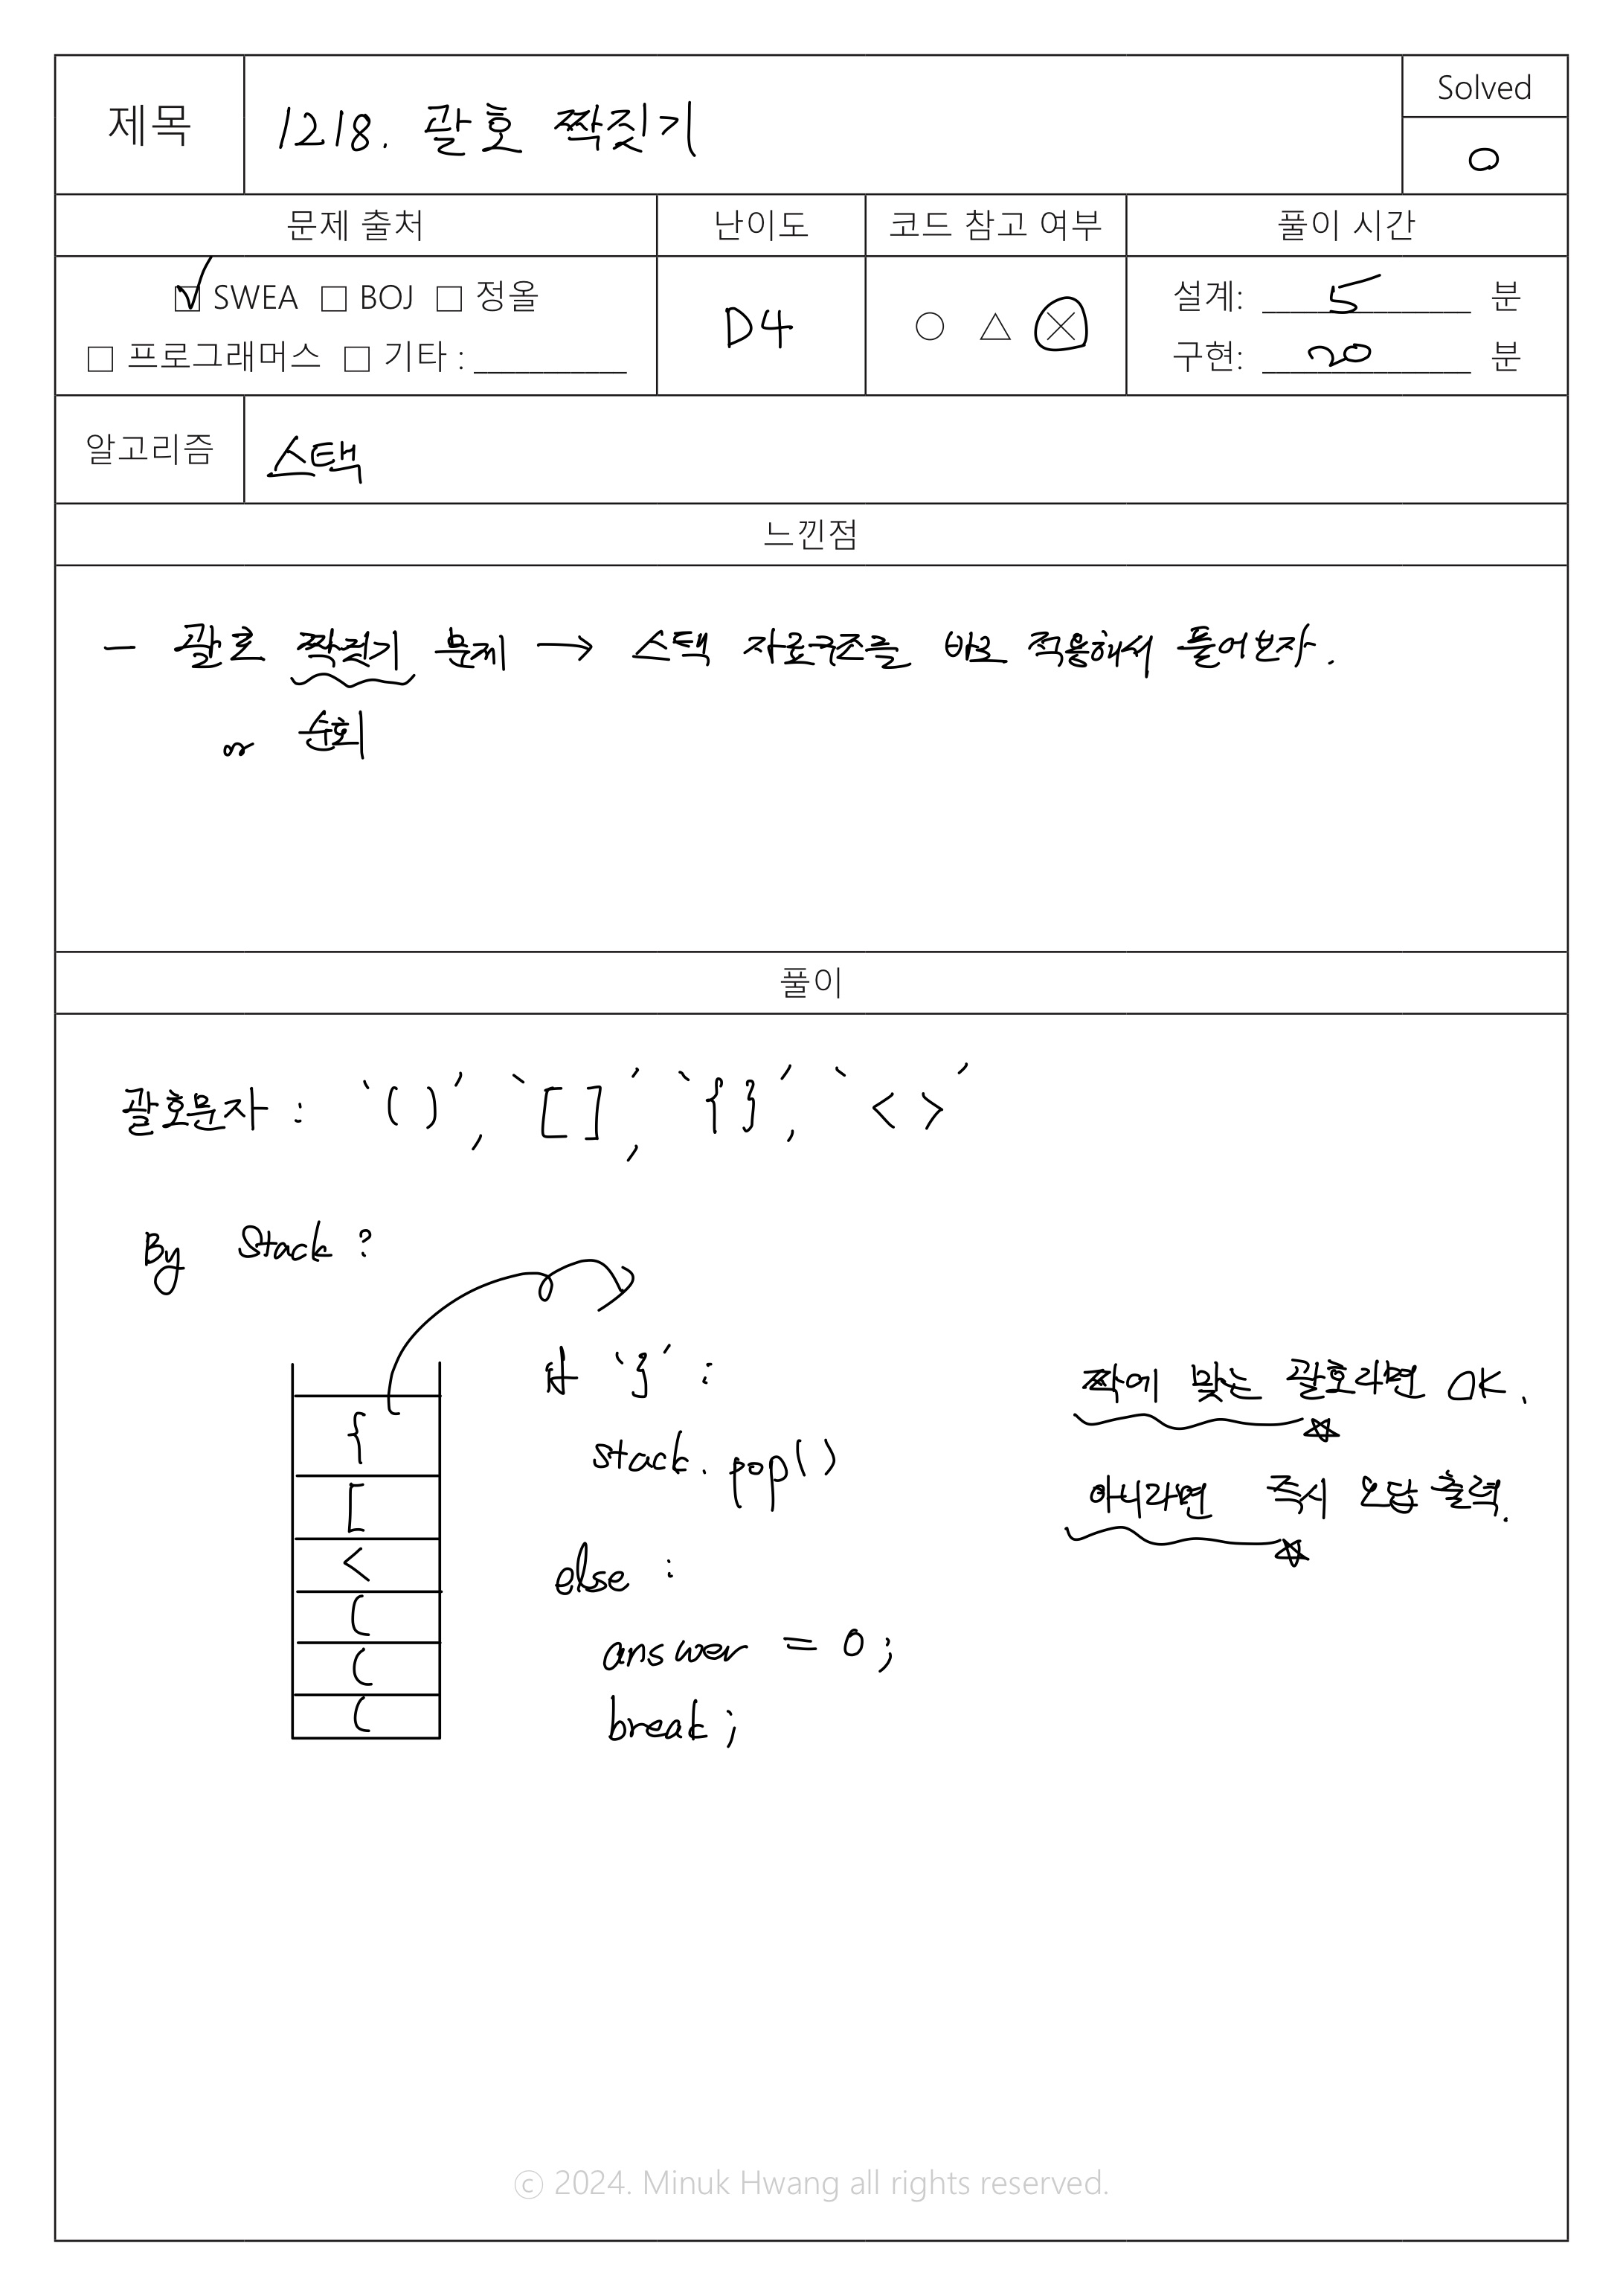 제목
1218. 괄호 짝짓기
Solved
O
문제 출처
난이도
코드 참고 여부
풀이 시간
☑ SWEA □ BOJ □ 정올
□ 프로그래머스 □ 기타 : ___________
D4
○ △ ⓧ
설계: 5 분
구현: 20 분
알고리즘
스택
느낀점
- 괄호 짝짓기 문제 → 스택 자료구조를 바로 적용해서 풀어보자.
or 순회
풀이
괄호문자 : '( )', '[ ]', '{ }', '< >'
By Stack ?
{
[
<
(
(
(
if '}' :
stack. pop()
else :
answer = 0;
break;
짝에 맞는 괄호라면 OK.
아니라면 즉시 오답 출력.
ⓒ 2024. Minuk Hwang all rights reserved.